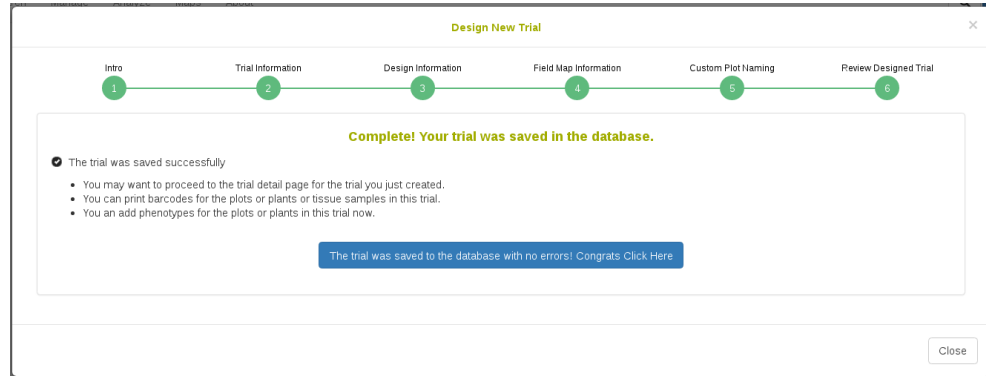 Manage Analyze Maps About
Design New Trial ×
Intro Trial Information Design Information Field Map Information Custom Plot Naming Review Designed Trial
1 2 3 4 5 6
Complete! Your trial was saved in the database.
The trial was saved successfully
• You may want to proceed to the trial detail page for the trial you just created.
• You can print barcodes for the plots or plants or tissue samples in this trial.
• You an add phenotypes for the plots or plants in this trial now.
The trial was saved to the database with no errors! Congrats Click Here
Close